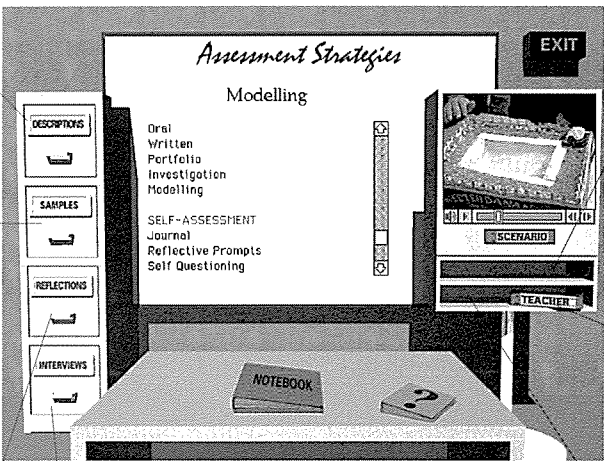 Assessment Strategies
EXIT
Modelling
DESCRIPTIONS
Oral
Written
Portfolio
Investigation
Modelling
SAMPLES
SELF-ASSESSMENT
Journal
Reflective Prompts
Self Questioning
SCENARIO
REFLECTIONS
TEACHER
INTERVIEWS
NOTEBOOK
?